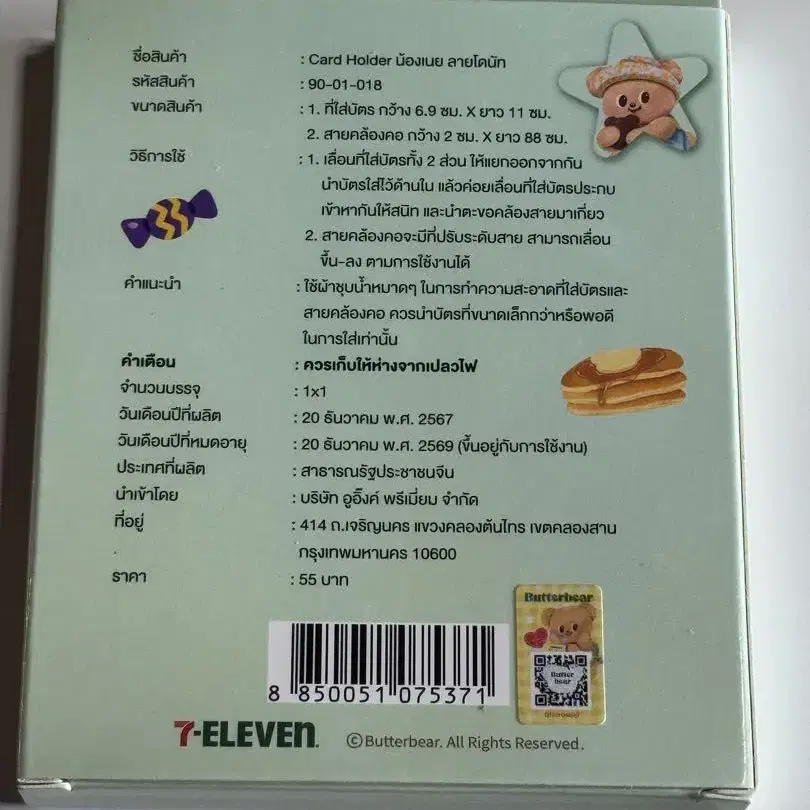 ชื่อสินค้า : Card Holder น้องเนย ลายโดนัท
รหัสสินค้า : 90-01-018
ขนาดสินค้า : 1. ที่ใส่บัตร กว้าง 6.9 ซม. X ยาว 11 ซม.
2. สายคล้องคอ กว้าง 2 ซม. X ยาว 88 ซม.
วิธีการใช้ : 1. เลื่อนที่ใส่บัตรทั้ง 2 ส่วน ให้แยกออกจากกัน
นำบัตรใส่ไว้ด้านใน แล้วค่อยเลื่อนที่ใส่บัตรประกบ
เข้าหากันให้สนิท และนำตะขอคล้องสายมาเกี่ยว
2. สายคล้องคอจะมีที่ปรับระดับสาย สามารถเลื่อน
ขึ้น-ลง ตามการใช้งานได้
คำแนะนำ : ใช้ผ้าชุบน้ำหมาดๆ ในการทำความสะอาดที่ใส่บัตรและ
สายคล้องคอ ควรนำบัตรที่ขนาดเล็กกว่าหรือพอดี
ในการใส่เท่านั้น
คำเตือน : ควรเก็บให้ห่างจากเปลวไฟ
จำนวนบรรจุ : 1x1
วันเดือนปีที่ผลิต : 20 ธันวาคม พ.ศ. 2567
วันเดือนปีที่หมดอายุ : 20 ธันวาคม พ.ศ. 2569 (ขึ้นอยู่กับการใช้งาน)
ประเทศที่ผลิต : สาธารณรัฐประชาชนจีน
นำเข้าโดย : บริษัท อูอิ๊งค์ พรีเมี่ยม จำกัด
ที่อยู่ : 414 ถ.เจริญนคร แขวงคลองต้นไทร เขตคลองสาน
กรุงเทพมหานคร 10600
ราคา : 55 บาท
Butterbear
Butter
bear
8 850051 075371
7-ELEVEn.
©Butterbear. All Rights Reserved.